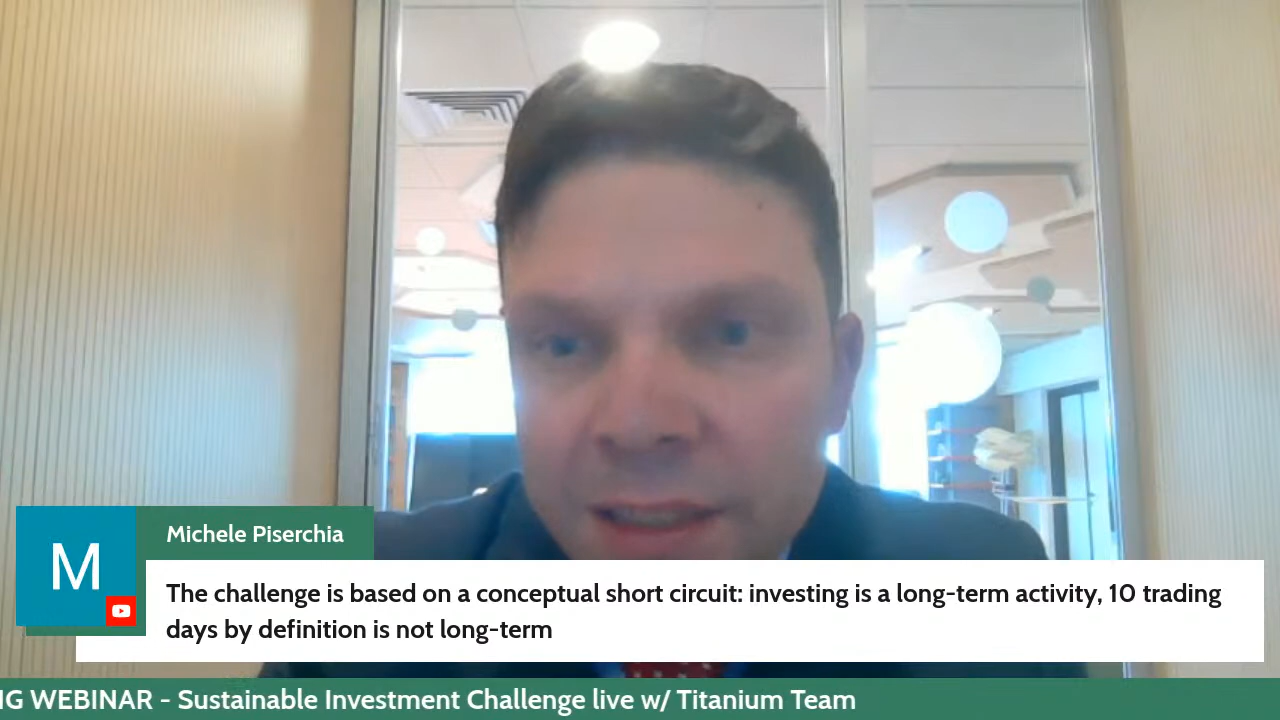 M
Michele Piserchia
The challenge is based on a conceptual short circuit: investing is a long-term activity, 10 trading
days by definition is not long-term
G WEBINAR - Sustainable Investment Challenge live w/ Titanium Team